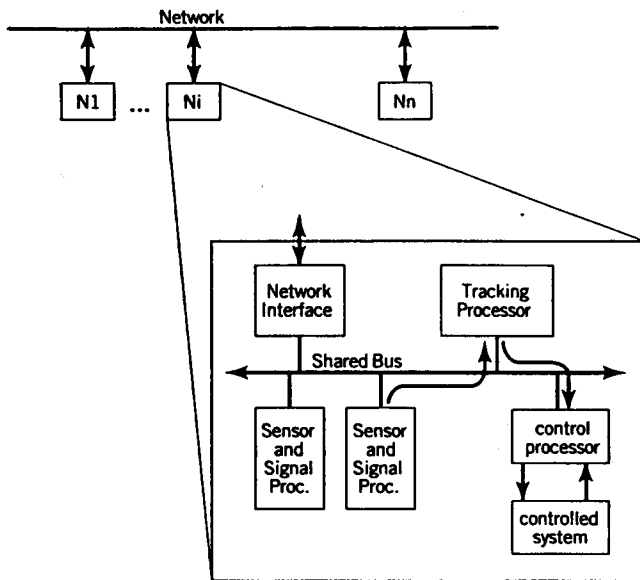 Network
N1
...
Ni
Nn
Network
Interface
Tracking
Processor
Shared Bus
Sensor
and
Signal
Proc.
Sensor
and
Signal
Proc.
control
processor
controlled
system